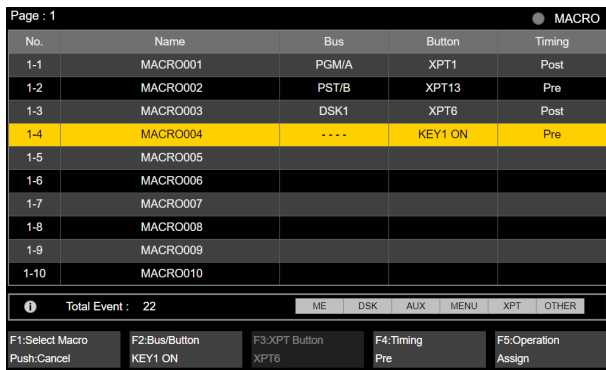 Page : 1 MACRO
No. Name Bus Button Timing
1-1 MACRO001 PGM/A XPT1 Post
1-2 MACRO002 PST/B XPT13 Pre
1-3 MACRO003 DSK1 XPT6 Post
1-4 MACRO004 - - - - KEY1 ON Pre
1-5 MACRO005
1-6 MACRO006
1-7 MACRO007
1-8 MACRO008
1-9 MACRO009
1-10 MACRO010
i Total Event : 22 ME DSK AUX MENU XPT OTHER
F1:Select Macro F2:Bus/Button F3:XPT Button F4:Timing F5:Operation
Push:Cancel KEY1 ON XPT6 Pre Assign